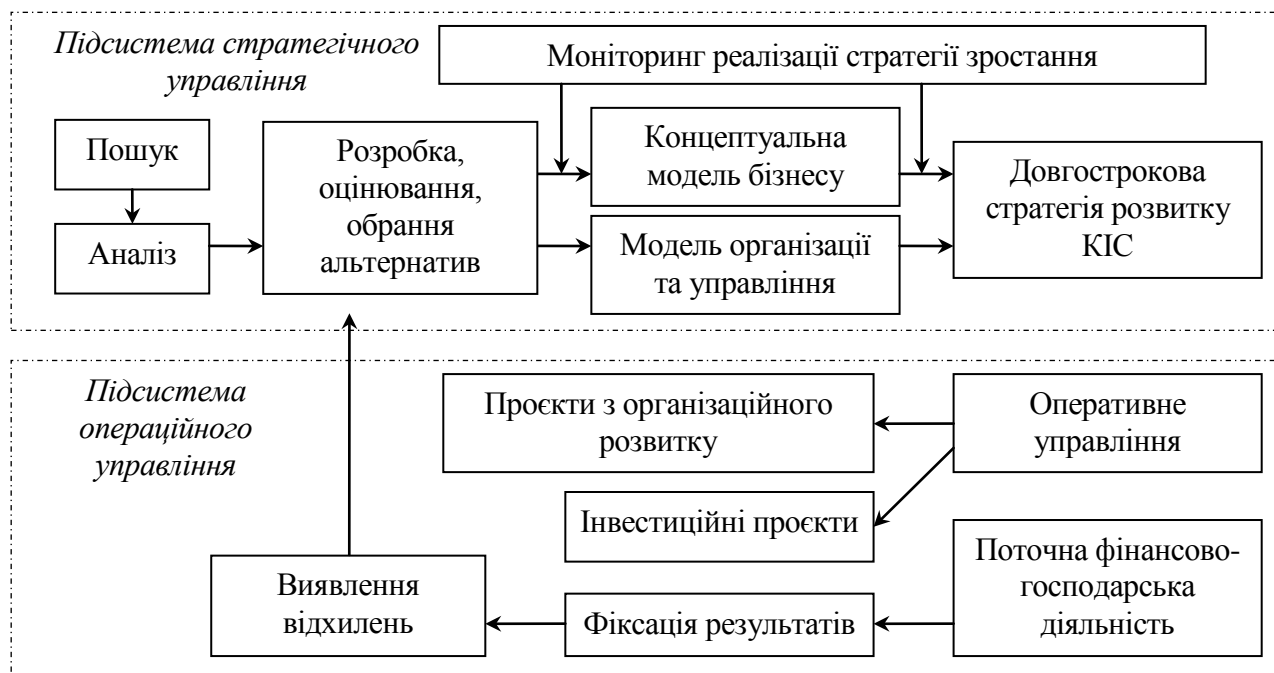 Підсистема стратегічного
управління
Моніторинг реалізації стратегії зростання
Пошук
Аналіз
Розробка,
оцінювання,
обрання
альтернатив
Концептуальна
модель бізнесу
Модель організації
та управління
Довгострокова
стратегія розвитку
КІС
Підсистема
операційного
управління
Проєкти з організаційного
розвитку
Оперативне
управління
Інвестиційні проєкти
Поточна фінансово-
господарська
діяльність
Виявлення
відхилень
Фіксація результатів